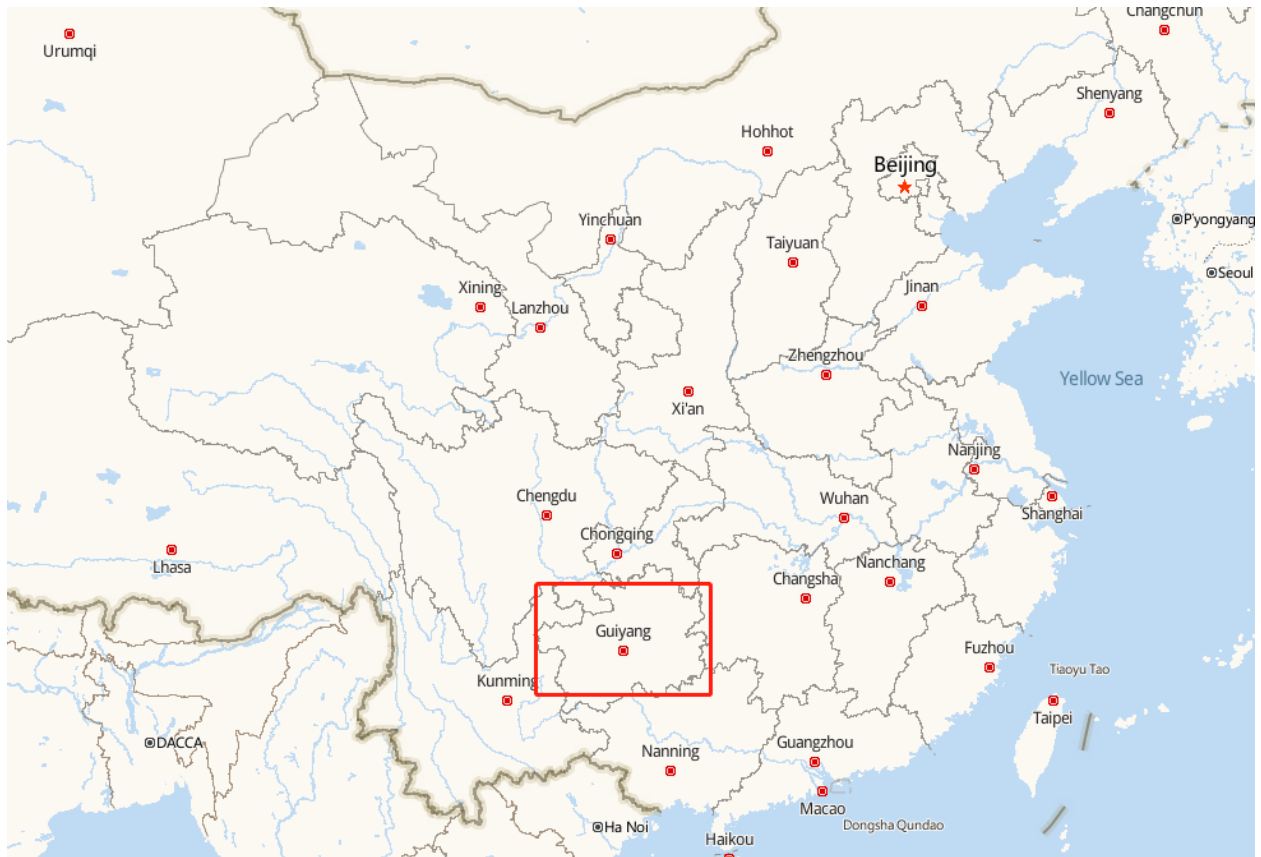 Changchun
Urumqi
Shenyang
Hohhot
Beijing
Yinchuan
P'yongyang
Taiyuan
Seoul
Xining
Jinan
Lanzhou
Zhengzhou
Yellow Sea
Xi'an
Nanjing
Chengdu
Wuhan
Shanghai
Chongqing
Nanchang
Lhasa
Changsha
Guiyang
Fuzhou
Tiaoyu Tao
Kunming
Taipei
DACCA
Guangzhou
Nanning
Macao
Dongsha Qundao
Ha Noi
Haikou